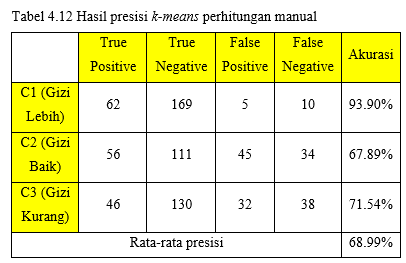 Tabel 4.12 Hasil presisi k-means perhitungan manual
True Positive True Negative False Positive False Negative Akurasi
C1 (Gizi Lebih) 62 169 5 10 93.90%
C2 (Gizi Baik) 56 111 45 34 67.89%
C3 (Gizi Kurang) 46 130 32 38 71.54%
Rata-rata presisi 68.99%